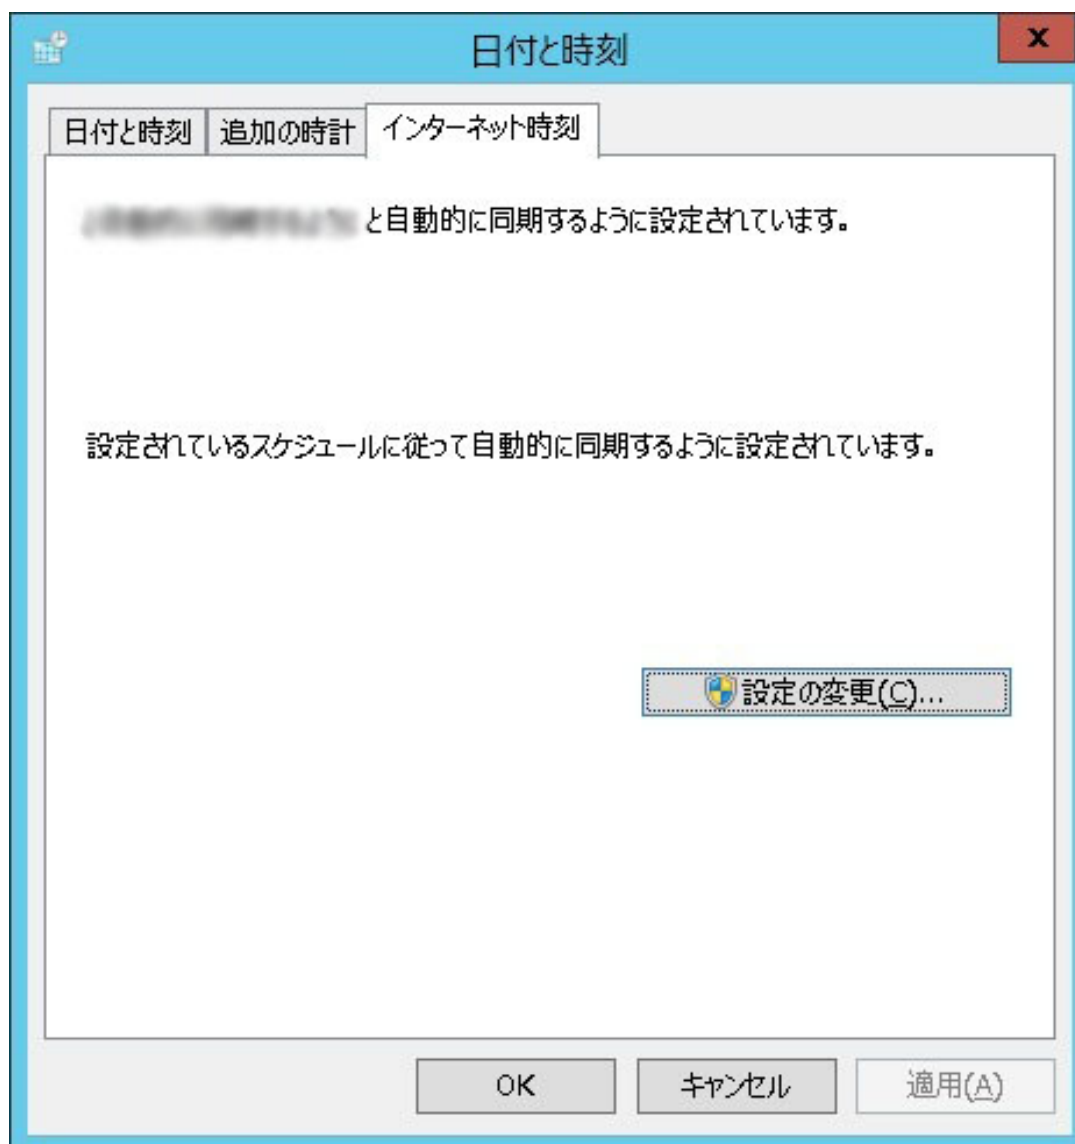 日付と時刻
x
日付と時刻
追加の時計
インターネット時刻
と自動的に同期するように設定されています。
設定されているスケジュールに従って自動的に同期するように設定されています。
設定の変更(C)...
OK
キャンセル
適用(A)